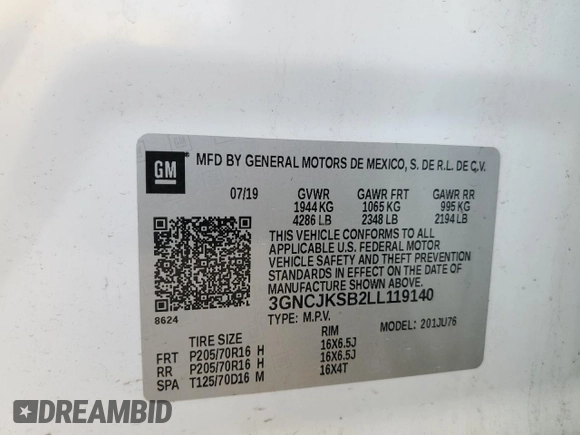 GM
MFD BY GENERAL MOTORS DE MEXICO, S. DE R.L. DE C.V.
07/19 GVWR GAWR FRT GAWR RR
1944 KG 1065 KG 995 KG
4286 LB 2348 LB 2194 LB
THIS VEHICLE CONFORMS TO ALL
APPLICABLE U.S. FEDERAL MOTOR
VEHICLE SAFETY AND THEFT PREVENTION
STANDARDS IN EFFECT ON THE DATE OF
MANUFACTURE SHOWN ABOVE.
3GNCJKSB2LL119140
8624
TYPE: M.P.V. MODEL: 201JU76
TIRE SIZE RIM
FRT P205/70R16 H 16X6.5J
RR P205/70R16 H 16X6.5J
SPA T125/70D16 M 16X4T
DREAMBID